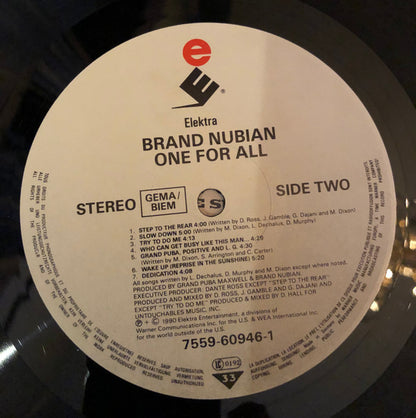 e
Elektra
BRAND NUBIAN
ONE FOR ALL
STEREO
GEMA/
BIEM
SIDE TWO
1. STEP TO THE REAR 4:00 (Written by D. Ross, J. Gamble, G. Dajani and M. Dixon)
2. SLOW DOWN 5:00 (Written by M. Dixon, L. Dechalus, D. Murphy)
3. TRY TO DO ME 4:13
4. WHO CAN GET BUSY LIKE THIS MAN... 4:20
5. GRAND PUBA, POSITIVE AND L. G. 4:30
(Written by M. Dixon, S. Arrington and C. Carter)
6. WAKE UP (REPRISE IN THE SUNSHINE) 5:20
7. DEDICATION 4:08
All songs written by L. Dechalus, D. Murphy and M. Dixon except where noted.
PRODUCED BY GRAND PUBA MAXWELL & BRAND NUBIAN.
EXECUTIVE PRODUCER: DANTE ROSS EXCEPT "STEP TO THE REAR"
PRODUCED AND MIXED BY D. ROSS, J. GAMBLE AND G. DAJANI AND
EXCEPT "TRY TO DO ME" PRODUCED & MIXED BY D. HALL FOR
UNTOUCHABLES MUSIC, INC.
℗ © 1990 Elektra Entertainment, a divisions of
Warner Communications Inc. for the U.S. & WEA International Inc.
for the world outside of the U.S.
7559-60946-1
LC 0192
33